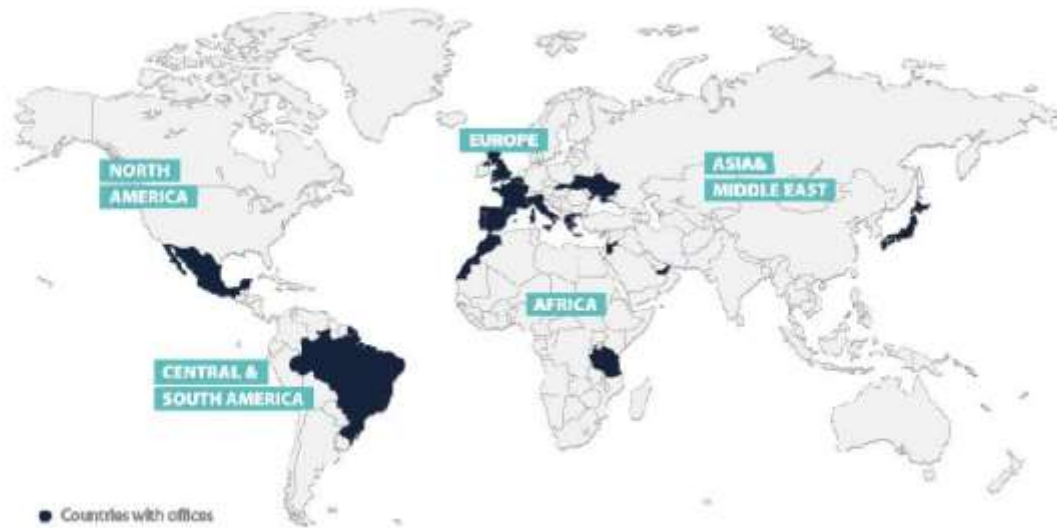 EUROPE
NORTH
AMERICA
ASIA&
MIDDLE EAST
AFRICA
CENTRAL &
SOUTH AMERICA
Countries with offices